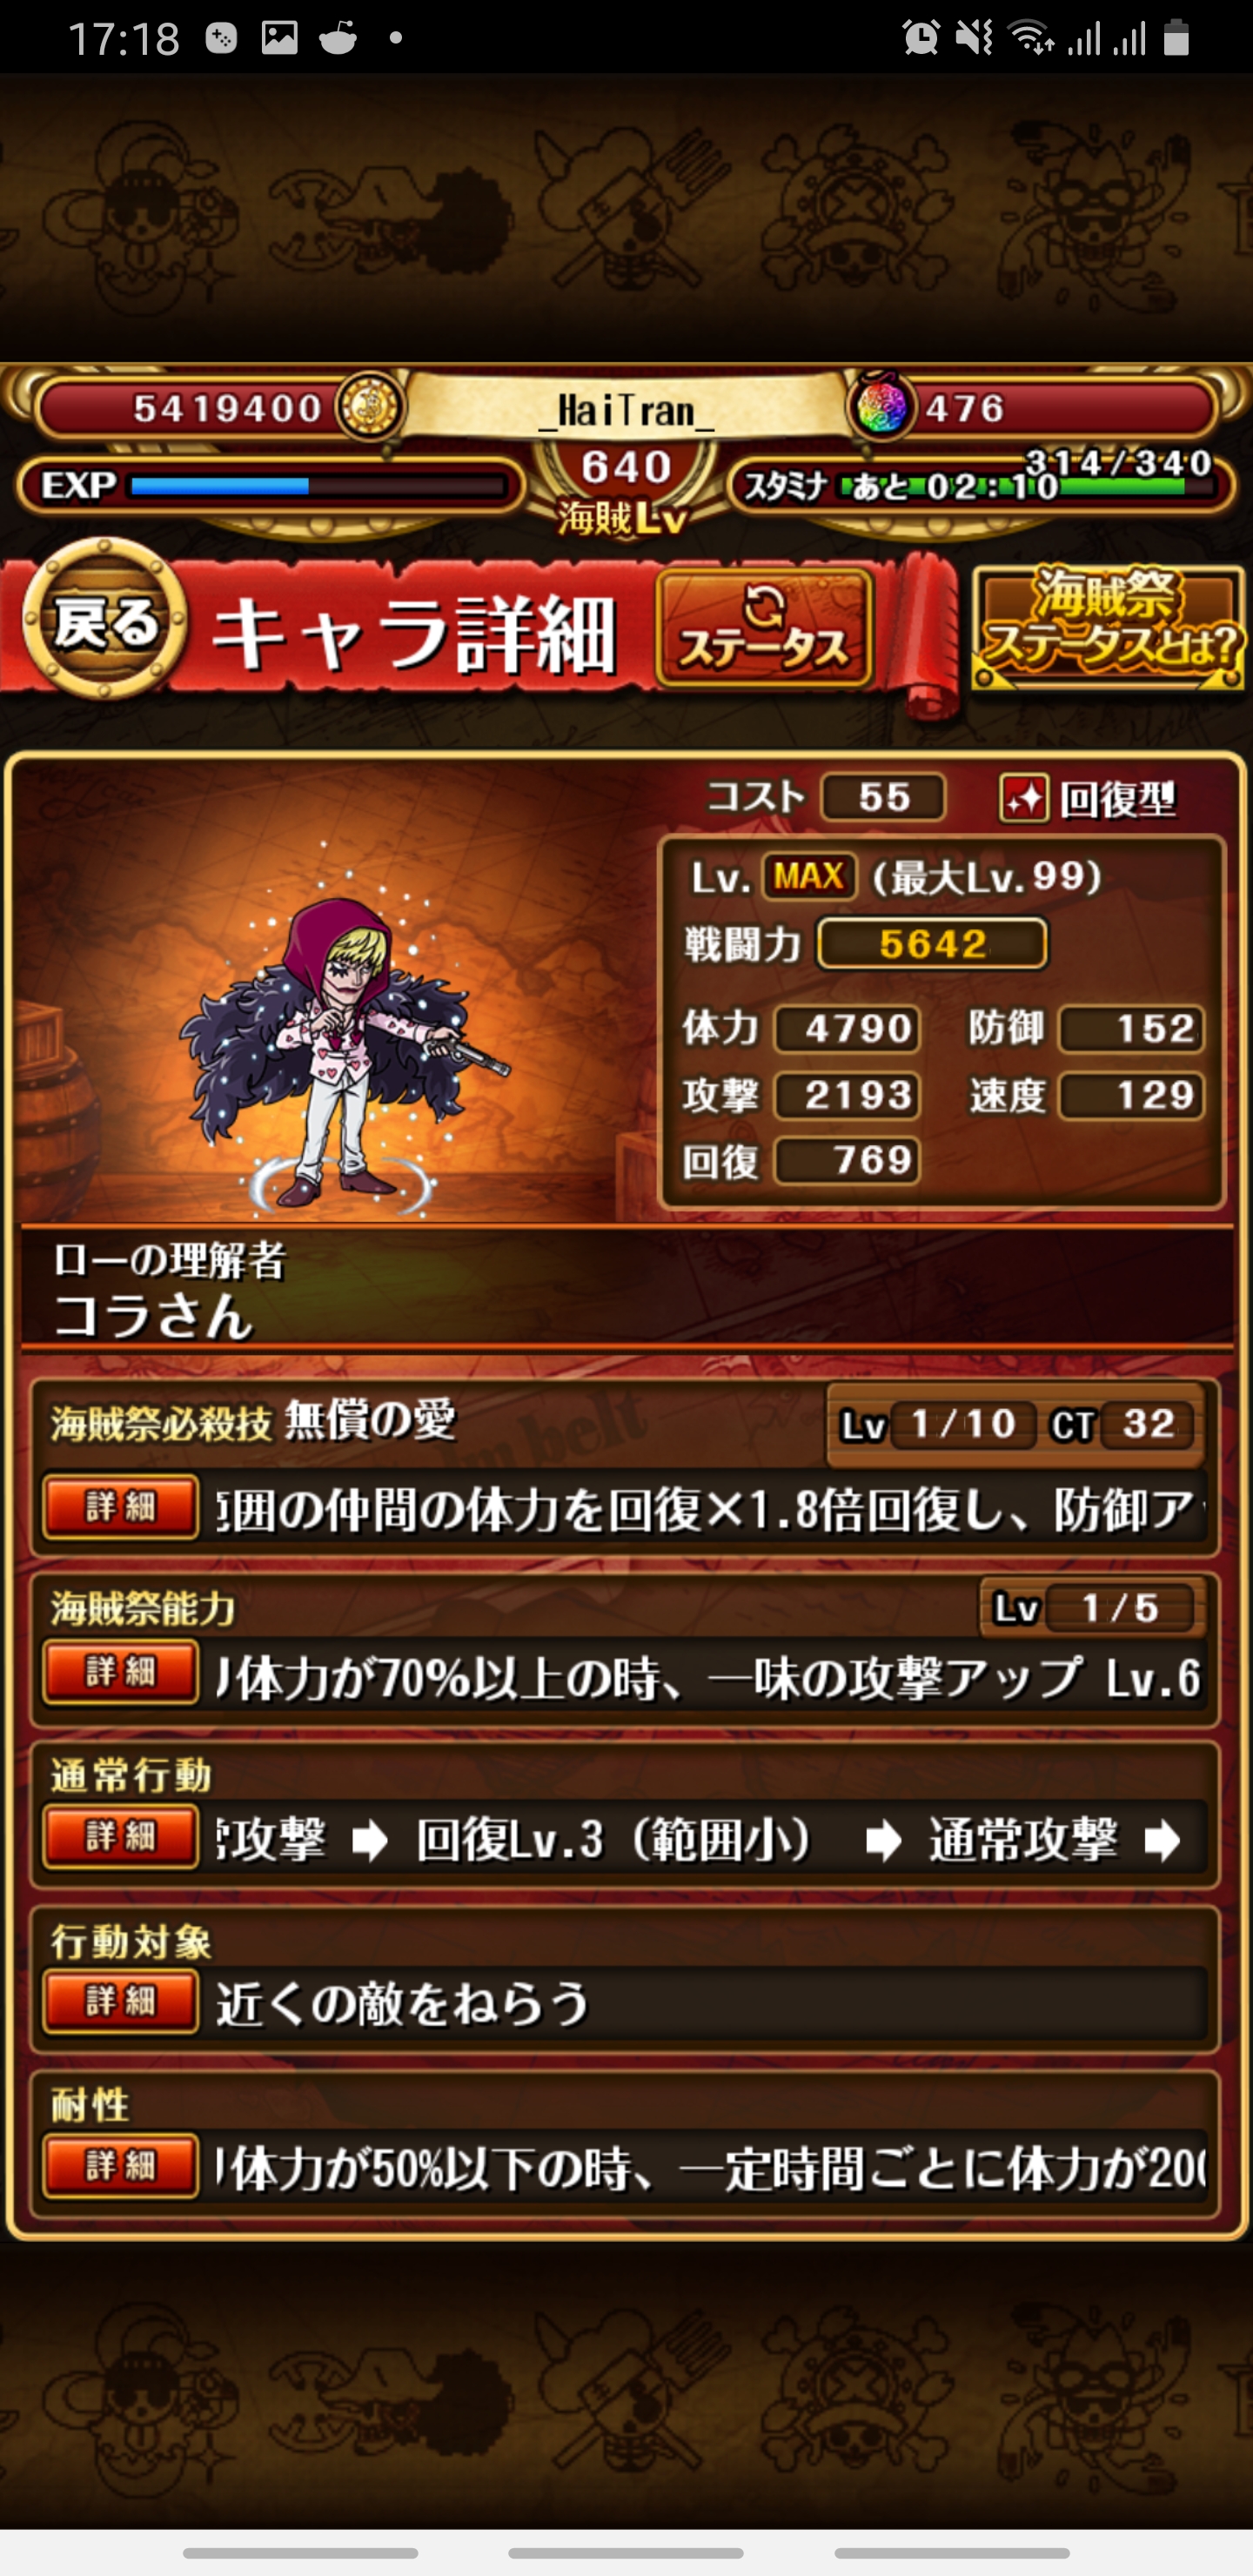 17:18
5419400
_HaiTran_
476
EXP
640
海賊Lv
スタミナ
あと 02:10
314/340
戻る
キャラ詳細
ステータス
海賊祭
ステータスとは?
コスト 55
回復型
Lv. MAX (最大Lv.99)
戦闘力 5642
体力 4790 防御 152
攻撃 2193 速度 129
回復 769
ローの理解者
コラさん
海賊祭必殺技 無償の愛
Lv 1/10 CT 32
詳細 囲の仲間の体力を回復×1.8倍回復し、防御ア
海賊祭能力
Lv 1/5
詳細 体力が70%以上の時、一味の攻撃アップ Lv.6
通常行動
詳細 攻撃 ➡ 回復Lv.3(範囲小) ➡ 通常攻撃 ➡
行動対象
詳細 近くの敵をねらう
耐性
詳細 体力が50%以下の時、一定時間ごとに体力が20